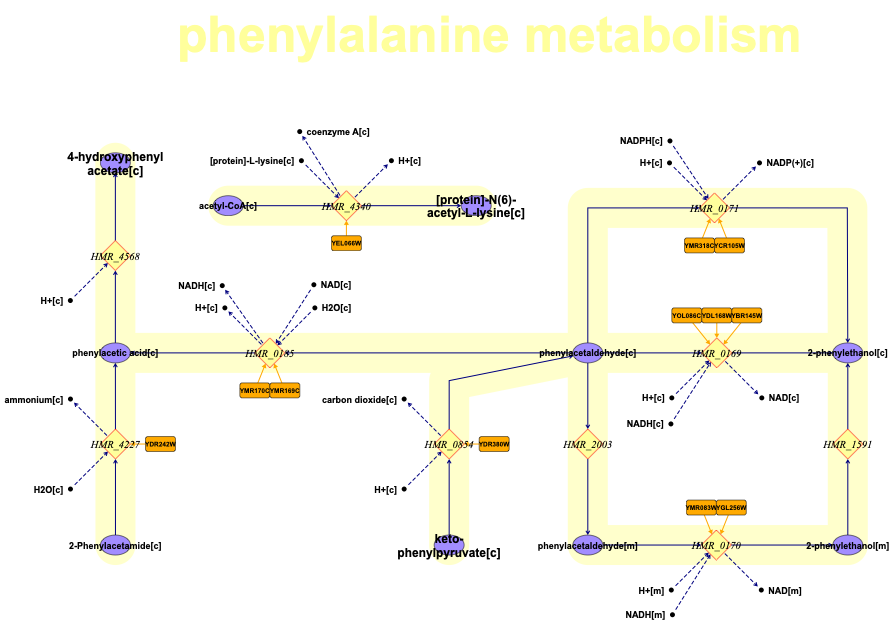 phenylalanine metabolism
coenzyme A[c]
NADPH[c]
4-hydroxyphenyl
acetate[c]
[protein]-L-lysine[c]
H+[c]
H+[c]
NADP(+)[c]
acetyl-CoA[c]
HMR_4340
[protein]-N(6)-
acetyl-L-lysine[c]
HMR_0171
YEL066W
YMR318C
YCR105W
HMR_4568
NADH[c]
NAD[c]
H+[c]
H+[c]
H2O[c]
YOL086C
YDL168W
YBR145W
phenylacetic acid[c]
HMR_0185
phenylacetaldehyde[c]
HMR_0169
2-phenylethanol[c]
YMR170C
YMR169C
ammonium[c]
carbon dioxide[c]
H+[c]
NAD[c]
NADH[c]
HMR_4227
YDR242W
HMR_0854
YDR380W
HMR_2003
HMR_1591
H2O[c]
H+[c]
YMR083W
YGL256W
2-Phenylacetamide[c]
keto-
phenylpyruvate[c]
phenylacetaldehyde[m]
HMR_0170
2-phenylethanol[m]
H+[m]
NAD[m]
NADH[m]